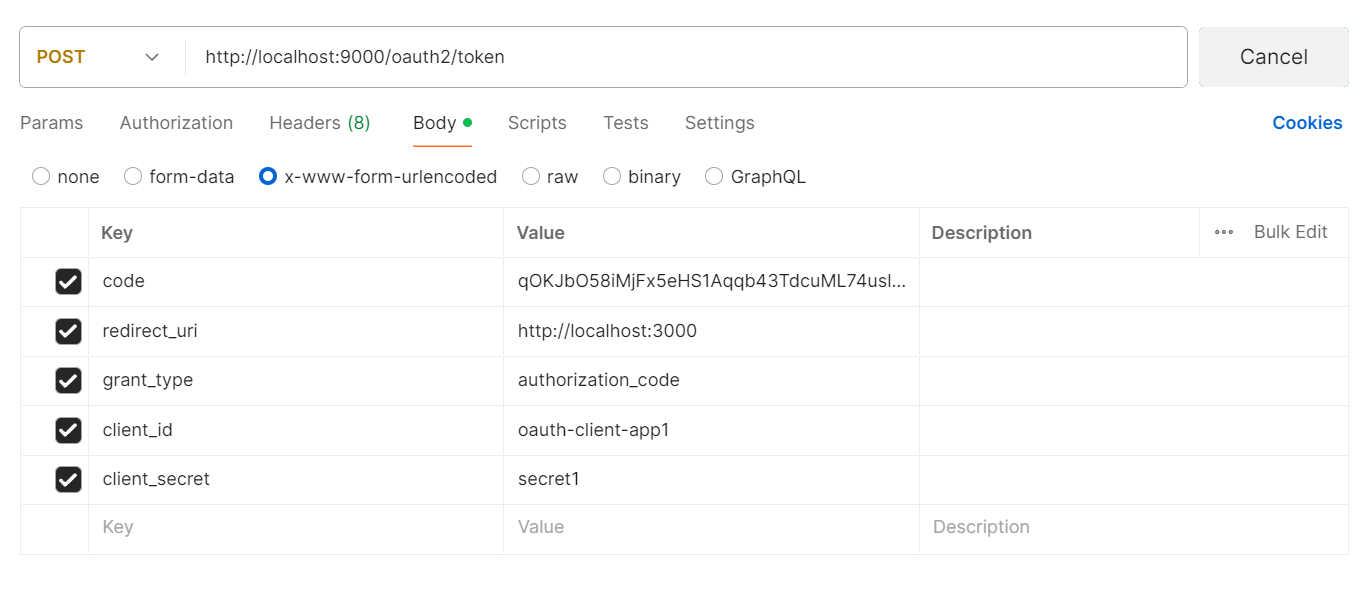 POST http://localhost:9000/oauth2/token Cancel
Params Authorization Headers (8) Body Scripts Tests Settings Cookies
none form-data x-www-form-urlencoded raw binary GraphQL
Key Value Description Bulk Edit
code qOKJbO58iMjFx5eHS1Aqqb43TdcuML74usl...
redirect_uri http://localhost:3000
grant_type authorization_code
client_id oauth-client-app1
client_secret secret1
Key Value Description